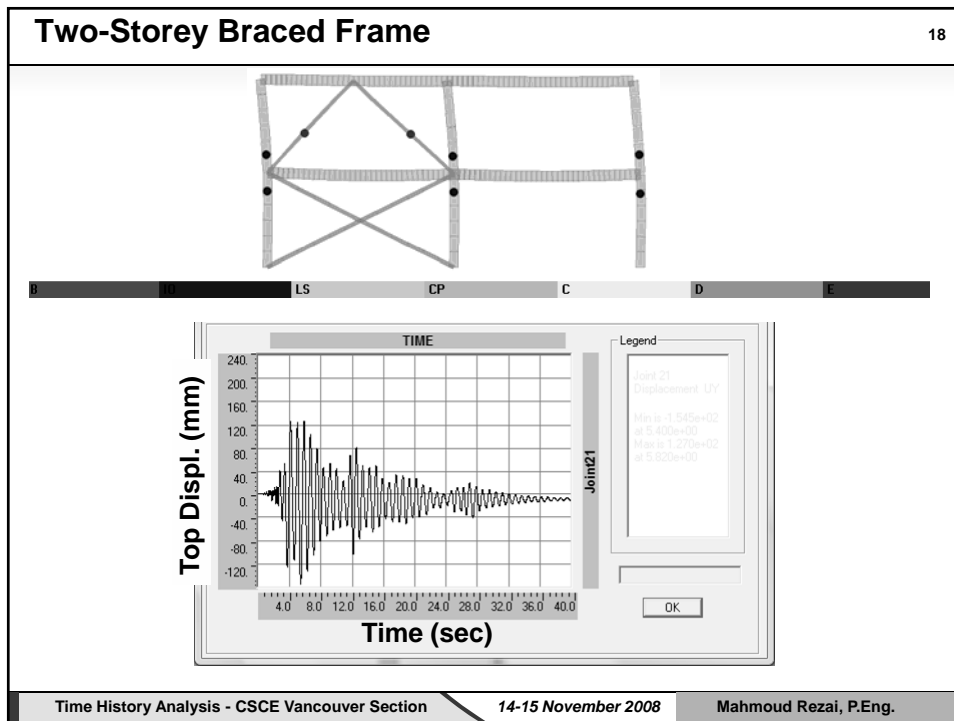 Two-Storey Braced Frame
18
B IO LS CP C D E
TIME
Legend
240.
200.
160.
120.
80.
40.
0.
-40.
-80.
-120.
Top Displ. (mm)
Joint21
Joint 21
Displacement UY
Min is -1.545e+02
at 5.400e+00
Max is 1.270e+02
at 5.820e+00
4.0 8.0 12.0 16.0 20.0 24.0 28.0 32.0 36.0 40.0
Time (sec)
OK
Time History Analysis - CSCE Vancouver Section
14-15 November 2008
Mahmoud Rezai, P.Eng.